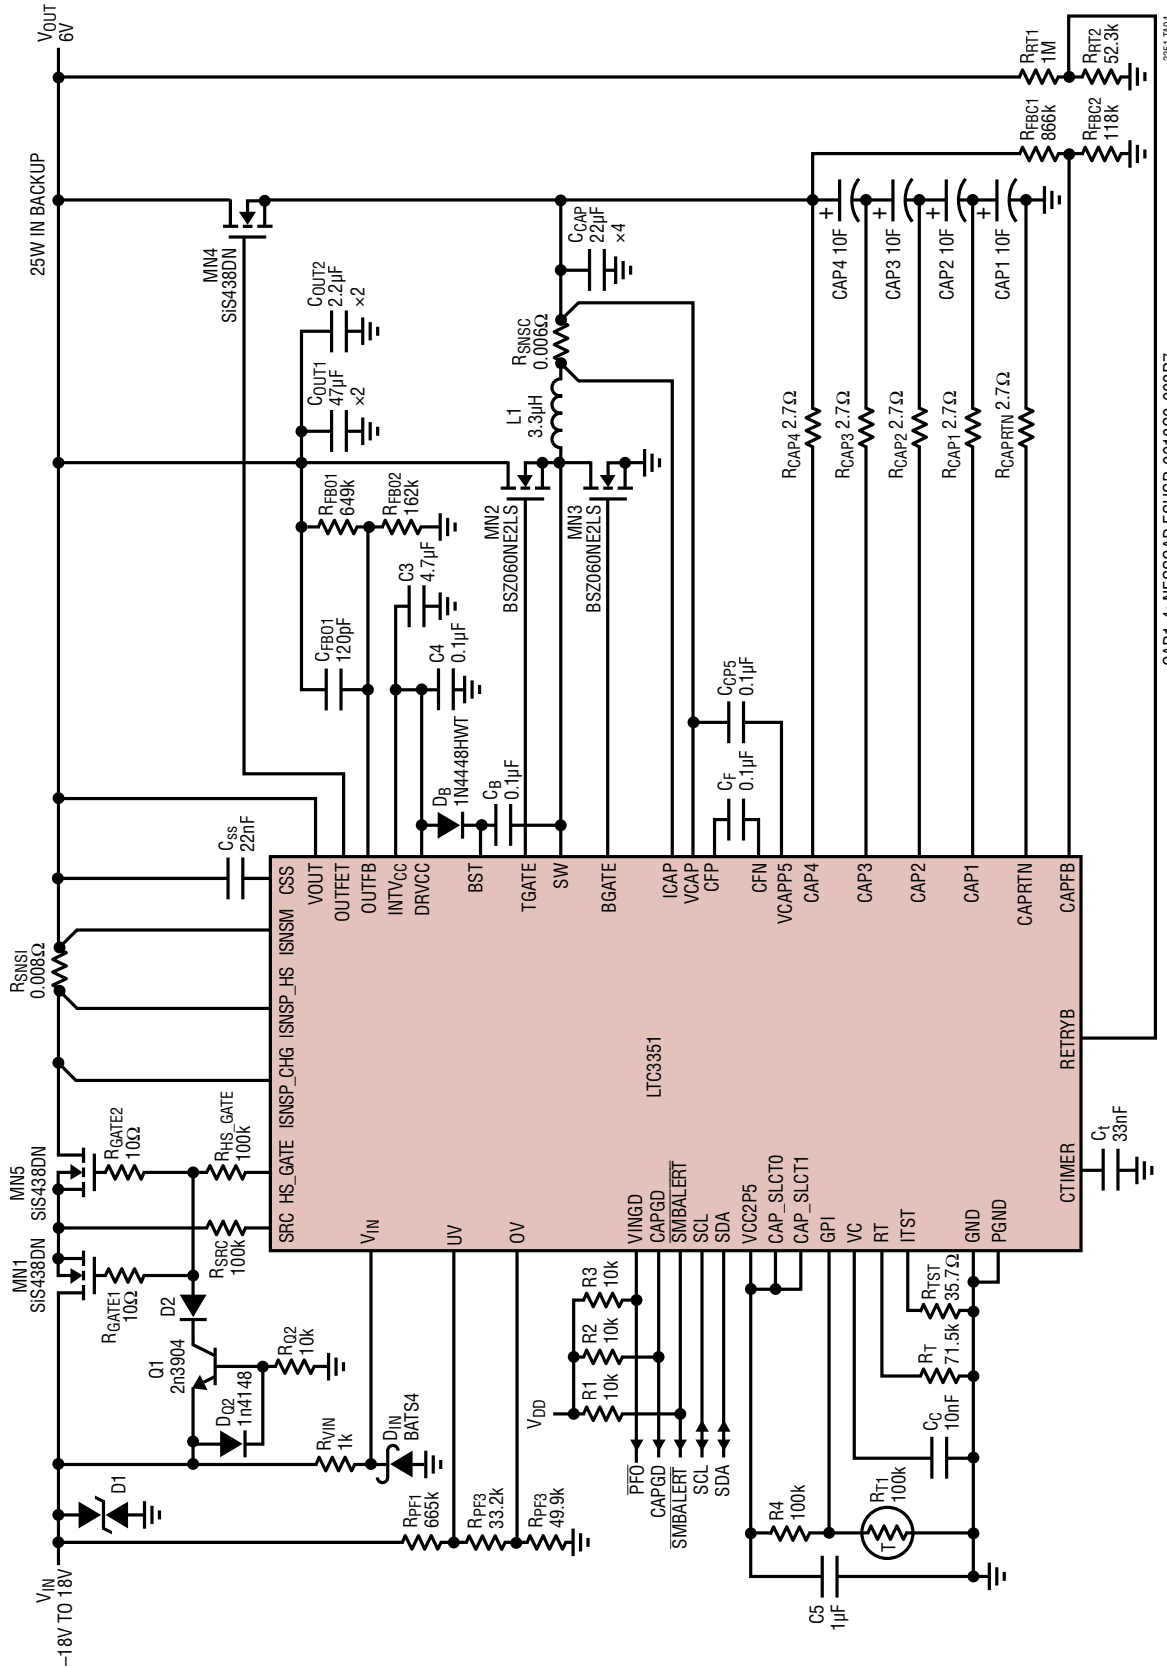 VIN
–18V TO 18V
D1
RPF1
665k
RPF3
33.2k
RPF3
49.9k
RVIN
1k
DIN
BATS4
DQ2
1n4148
Q1
2n3904
RQ2
10k
D2
RGATE1
10Ω
MN1
SiS438DN
RSRC
100k
MN5
SiS438DN
RGATE2
10Ω
RHS_GATE
100k
RSNSI
0.008Ω
CSS
22nF
25W IN BACKUP
VOUT
6V
MN4
SiS438DN
COUT2
2.2µF
×2
COUT1
47µF
×2
RFBO1
649k
RFBO2
162k
CFBO1
120pF
C3
4.7µF
C4
0.1µF
DB
1N4448HWT
CB
0.1µF
MN2
BSZ060NE2LS
MN3
BSZ060NE2LS
L1
3.3µH
RSNSC
0.006Ω
CCAP
22µF
×4
CF
0.1µF
CCP5
0.1µF
RCAP4 2.7Ω
RCAP3 2.7Ω
RCAP2 2.7Ω
RCAP1 2.7Ω
RCAPRTN 2.7Ω
+
CAP4 10F
+
CAP3 10F
+
CAP2 10F
+
CAP1 10F
RFBC1
866k
RFBC2
118k
RRT1
1M
RRT2
52.3k
SRC
HS_GATE
ISNSP_CHG
ISNSP_HS
ISNSM
CSS
VIN
UV
OV
VINGD
CAPGD
SMBALERT
SCL
SDA
VCC2P5
CAP_SLCT0
CAP_SLCT1
GPI
VC
RT
ITST
GND
PGND
LTC3351
VOUT
OUTFET
OUTFB
INTVCC
DRVCC
BST
TGATE
SW
BGATE
ICAP
VCAP
CFP
CFN
VCAPP5
CAP4
CAP3
CAP2
CAP1
CAPRTN
CAPFB
CTIMER
RETRYB
VDD
R1
10k
R2
10k
R3
10k
PFO
CAPGD
SMBALERT
SCL
SDA
C5
1µF
R4
100k
RT1
100k
T
CC
10nF
RT
71.5k
RTST
35.7Ω
Ct
33nF